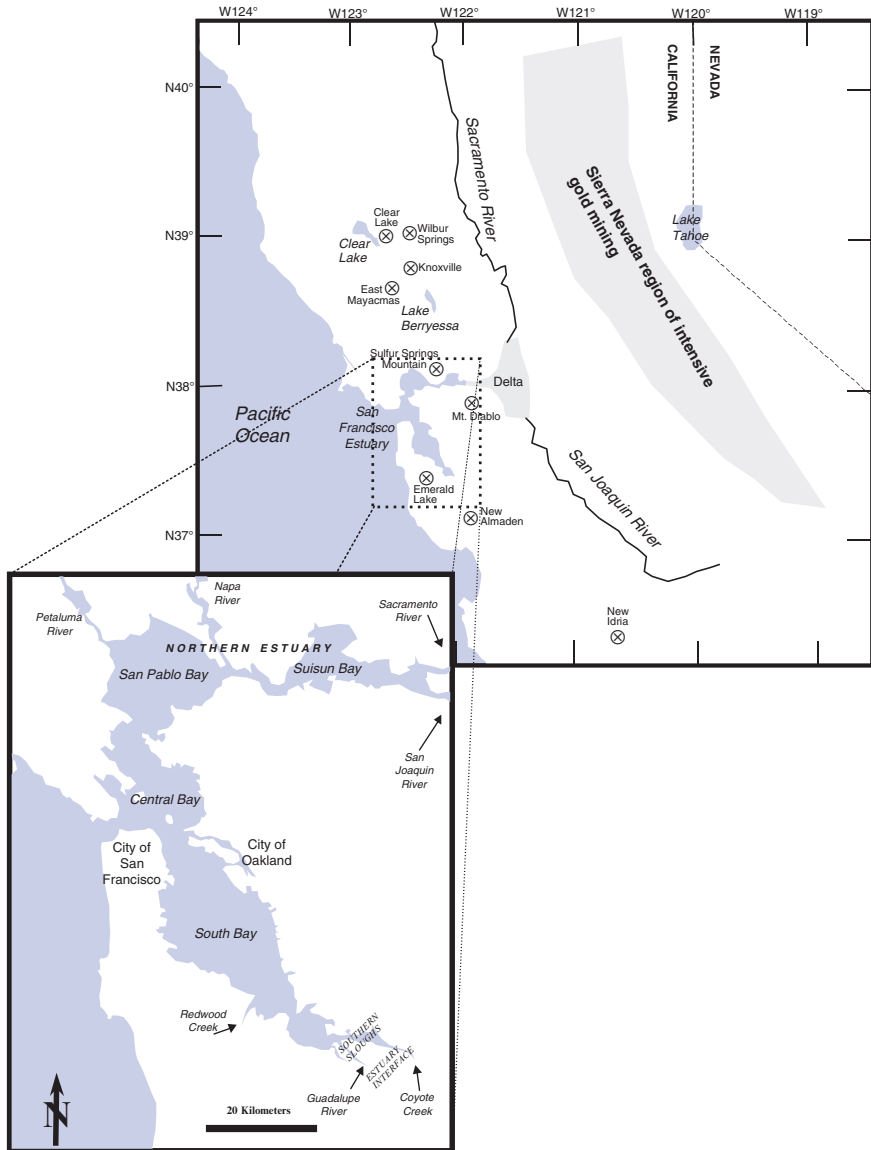 W124°
W123°
W122°
W121°
W120°
W119°
N40°
N39°
N38°
N37°
CALIFORNIA
NEVADA
Sacramento River
Sierra Nevada region of intensive
gold mining
Lake
Tahoe
Clear
Lake
Wilbur
Springs
Clear
Lake
Knoxville
East
Mayacmas
Lake
Berryessa
Sulfur Springs
Mountain
Delta
Mt. Diablo
Pacific
Ocean
San
Francisco
Estuary
Emerald
Lake
New
Almaden
San Joaquin River
New
Idria
Petaluma
River
Napa
River
Sacramento
River
NORTHERN ESTUARY
San Pablo Bay
Suisun Bay
San
Joaquin
River
Central Bay
City of
San
Francisco
City of
Oakland
South Bay
Redwood
Creek
SOUTHERN
SLOUGHS
ESTUARY
INTERFACE
Guadalupe
River
Coyote
Creek
20 Kilometers
N